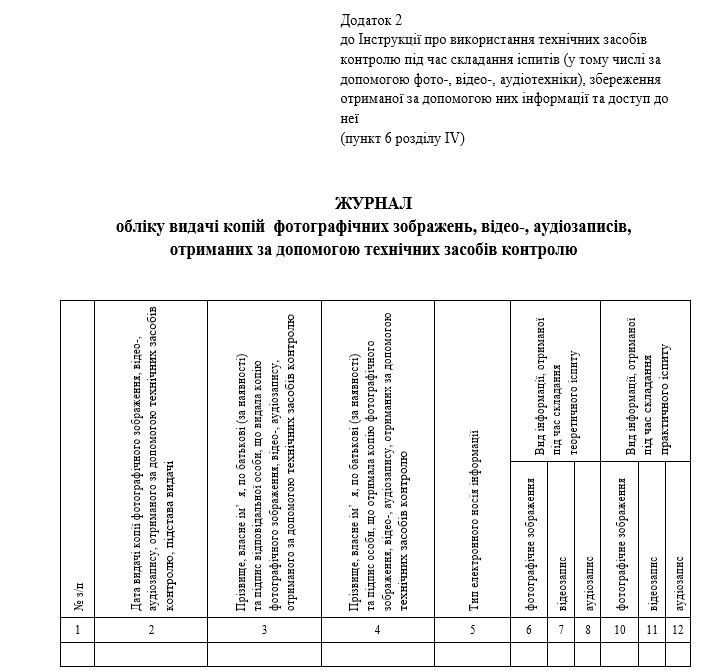 Додаток 2
до Інструкції про використання технічних засобів
контролю під час складання іспитів (у тому числі за
допомогою фото-, відео-, аудіотехніки), збереження
отриманої за допомогою них інформації та доступ до
неї
(пункт 6 розділу IV)
ЖУРНАЛ
обліку видачі копій фотографічних зображень, відео-, аудіозаписів,
отриманих за допомогою технічних засобів контролю
№ з/п
Дата видачі копії фотографічного зображення, відео-,
аудіозапису, отриманого за допомогою технічних засобів
контролю, підстава видачі
Прізвище, власне ім’я, по батькові (за наявності)
та підпис відповідальної особи, що видала копію
фотографічного зображення, відео-, аудіозапису,
отриманого за допомогою технічних засобів контролю
Прізвище, власне ім’я, по батькові (за наявності)
та підпис особи, що отримала копію фотографічного
зображення, відео-, аудіозапису, отриманих за допомогою
технічних засобів контролю
Тип електронного носія інформації
Вид інформації, отриманої
під час складання
теоретичного іспиту
Вид інформації, отриманої
під час складання
практичного іспиту
фотографічне зображення
відеозапис
аудіозапис
фотографічне зображення
відеозапис
аудіозапис
1 2 3 4 5 6 7 8 10 11 12